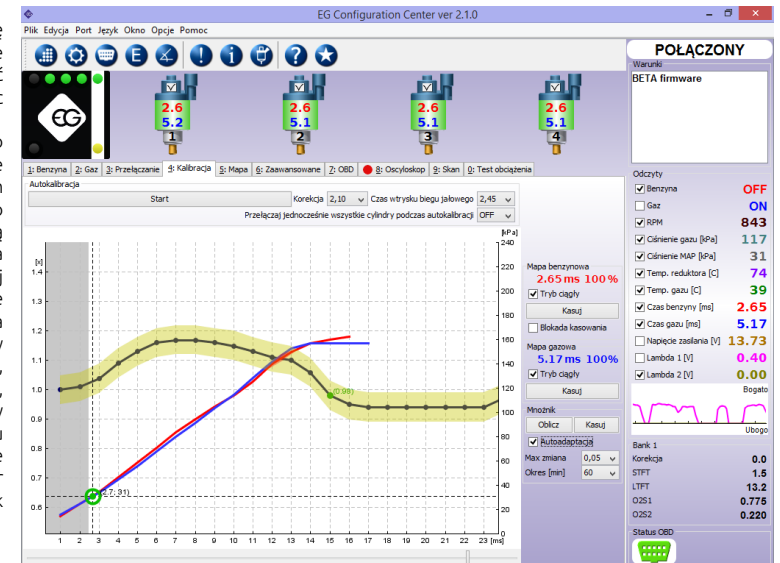 EG Configuration Center ver 2.1.0
Plik Edycja Port Język Okno Opcje Pomoc
EG
2.6
5.2
1
2.6
5.1
2
2.6
5.1
3
2.6
5.1
4
1: Benzyna 2: Gaz 3: Przełączanie 4: Kalibracja 5: Mapa 6: Zaawansowane 7: OBD 8: Oscyloskop 9: Skan 0: Test obciążenia
Autokalibracja
Start Korekcja 2,10 Czas wtrysku biegu jałowego 2,45
Przełączaj jednocześnie wszystkie cylindry podczas autokalibracji OFF
[x]
1.4
1.3
1.2
1.1
1.0
0.9
0.8
0.7
0.6
[kPa]
240
220
200
180
160
140
120
100
80
60
40
20
0
(0.98)
(2.7; 31)
1 2 3 4 5 6 7 8 9 10 11 12 13 14 15 16 17 18 19 20 21 22 23 [ms]
Mapa benzynowa
2.65 ms 100%
Tryb ciągły
Kasuj
Blokada kasowania
Mapa gazowa
5.17 ms 100%
Tryb ciągły
Kasuj
Mnożnik
Oblicz Kasuj
Autoadaptacja
Max zmiana 0,05
Okres [min] 60
POŁĄCZONY
Warunki
BETA firmware
Odczyty
Benzyna OFF
Gaz ON
RPM 843
Ciśnienie gazu [kPa] 117
Ciśnienie MAP [kPa] 31
Temp. reduktora [C] 74
Temp. gazu [C] 39
Czas benzyny [ms] 2.65
Czas gazu [ms] 5.17
Napięcie zasilania [V] 13.73
Lambda 1 [V] 0.40
Lambda 2 [V] 0.00
Bogato
Ubogo
Bank 1
Korekcja 0.0
STFT 1.5
LTFT 13.2
O2S1 0.775
O2S2 0.220
Status OBD